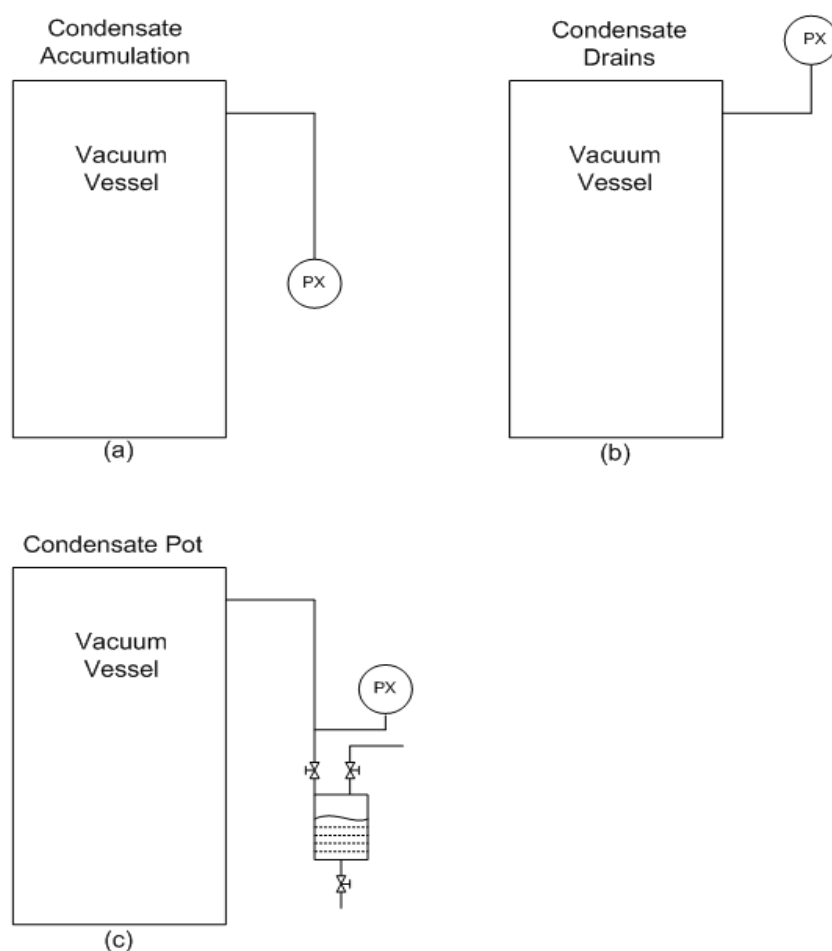 Condensate
Accumulation
Vacuum
Vessel
PX
(a)
Condensate
Drains
PX
Vacuum
Vessel
(b)
Condensate Pot
Vacuum
Vessel
PX
(c)